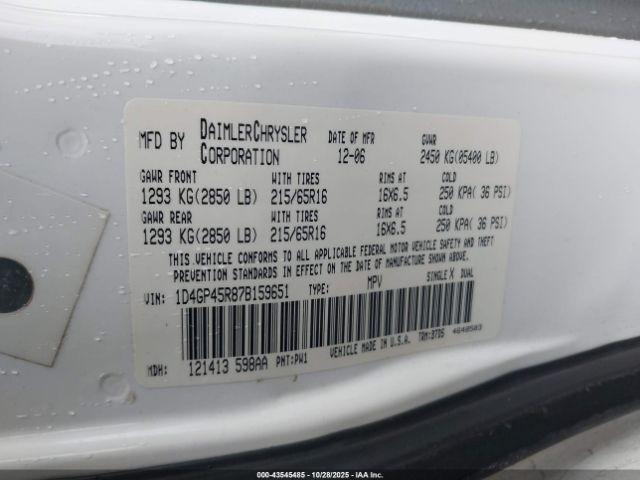 MFD BY DAIMLERCHRYSLER CORPORATION DATE OF MFR 12-06 GVWR 2450 KG(05400 LB)
GAWR FRONT WITH TIRES RIMS AT COLD
1293 KG(2850 LB) 215/65R16 16X6.5 250 KPA( 36 PSI)
GAWR REAR WITH TIRES RIMS AT COLD
1293 KG(2850 LB) 215/65R16 16X6.5 250 KPA( 36 PSI)
THIS VEHICLE CONFORMS TO ALL APPLICABLE FEDERAL MOTOR VEHICLE SAFETY AND THEFT
PREVENTION STANDARDS IN EFFECT ON THE DATE OF MANUFACTURE SHOWN ABOVE.
VIN: 1D4GP45R87B159651 TYPE: MPV SINGLE X DUAL
MDH: 121413 598AA PNT:PW1 VEHICLE MADE IN U.S.A. TRM:37D5 4648503
© 43545485 | 10/28/2025 | IAA Inc.